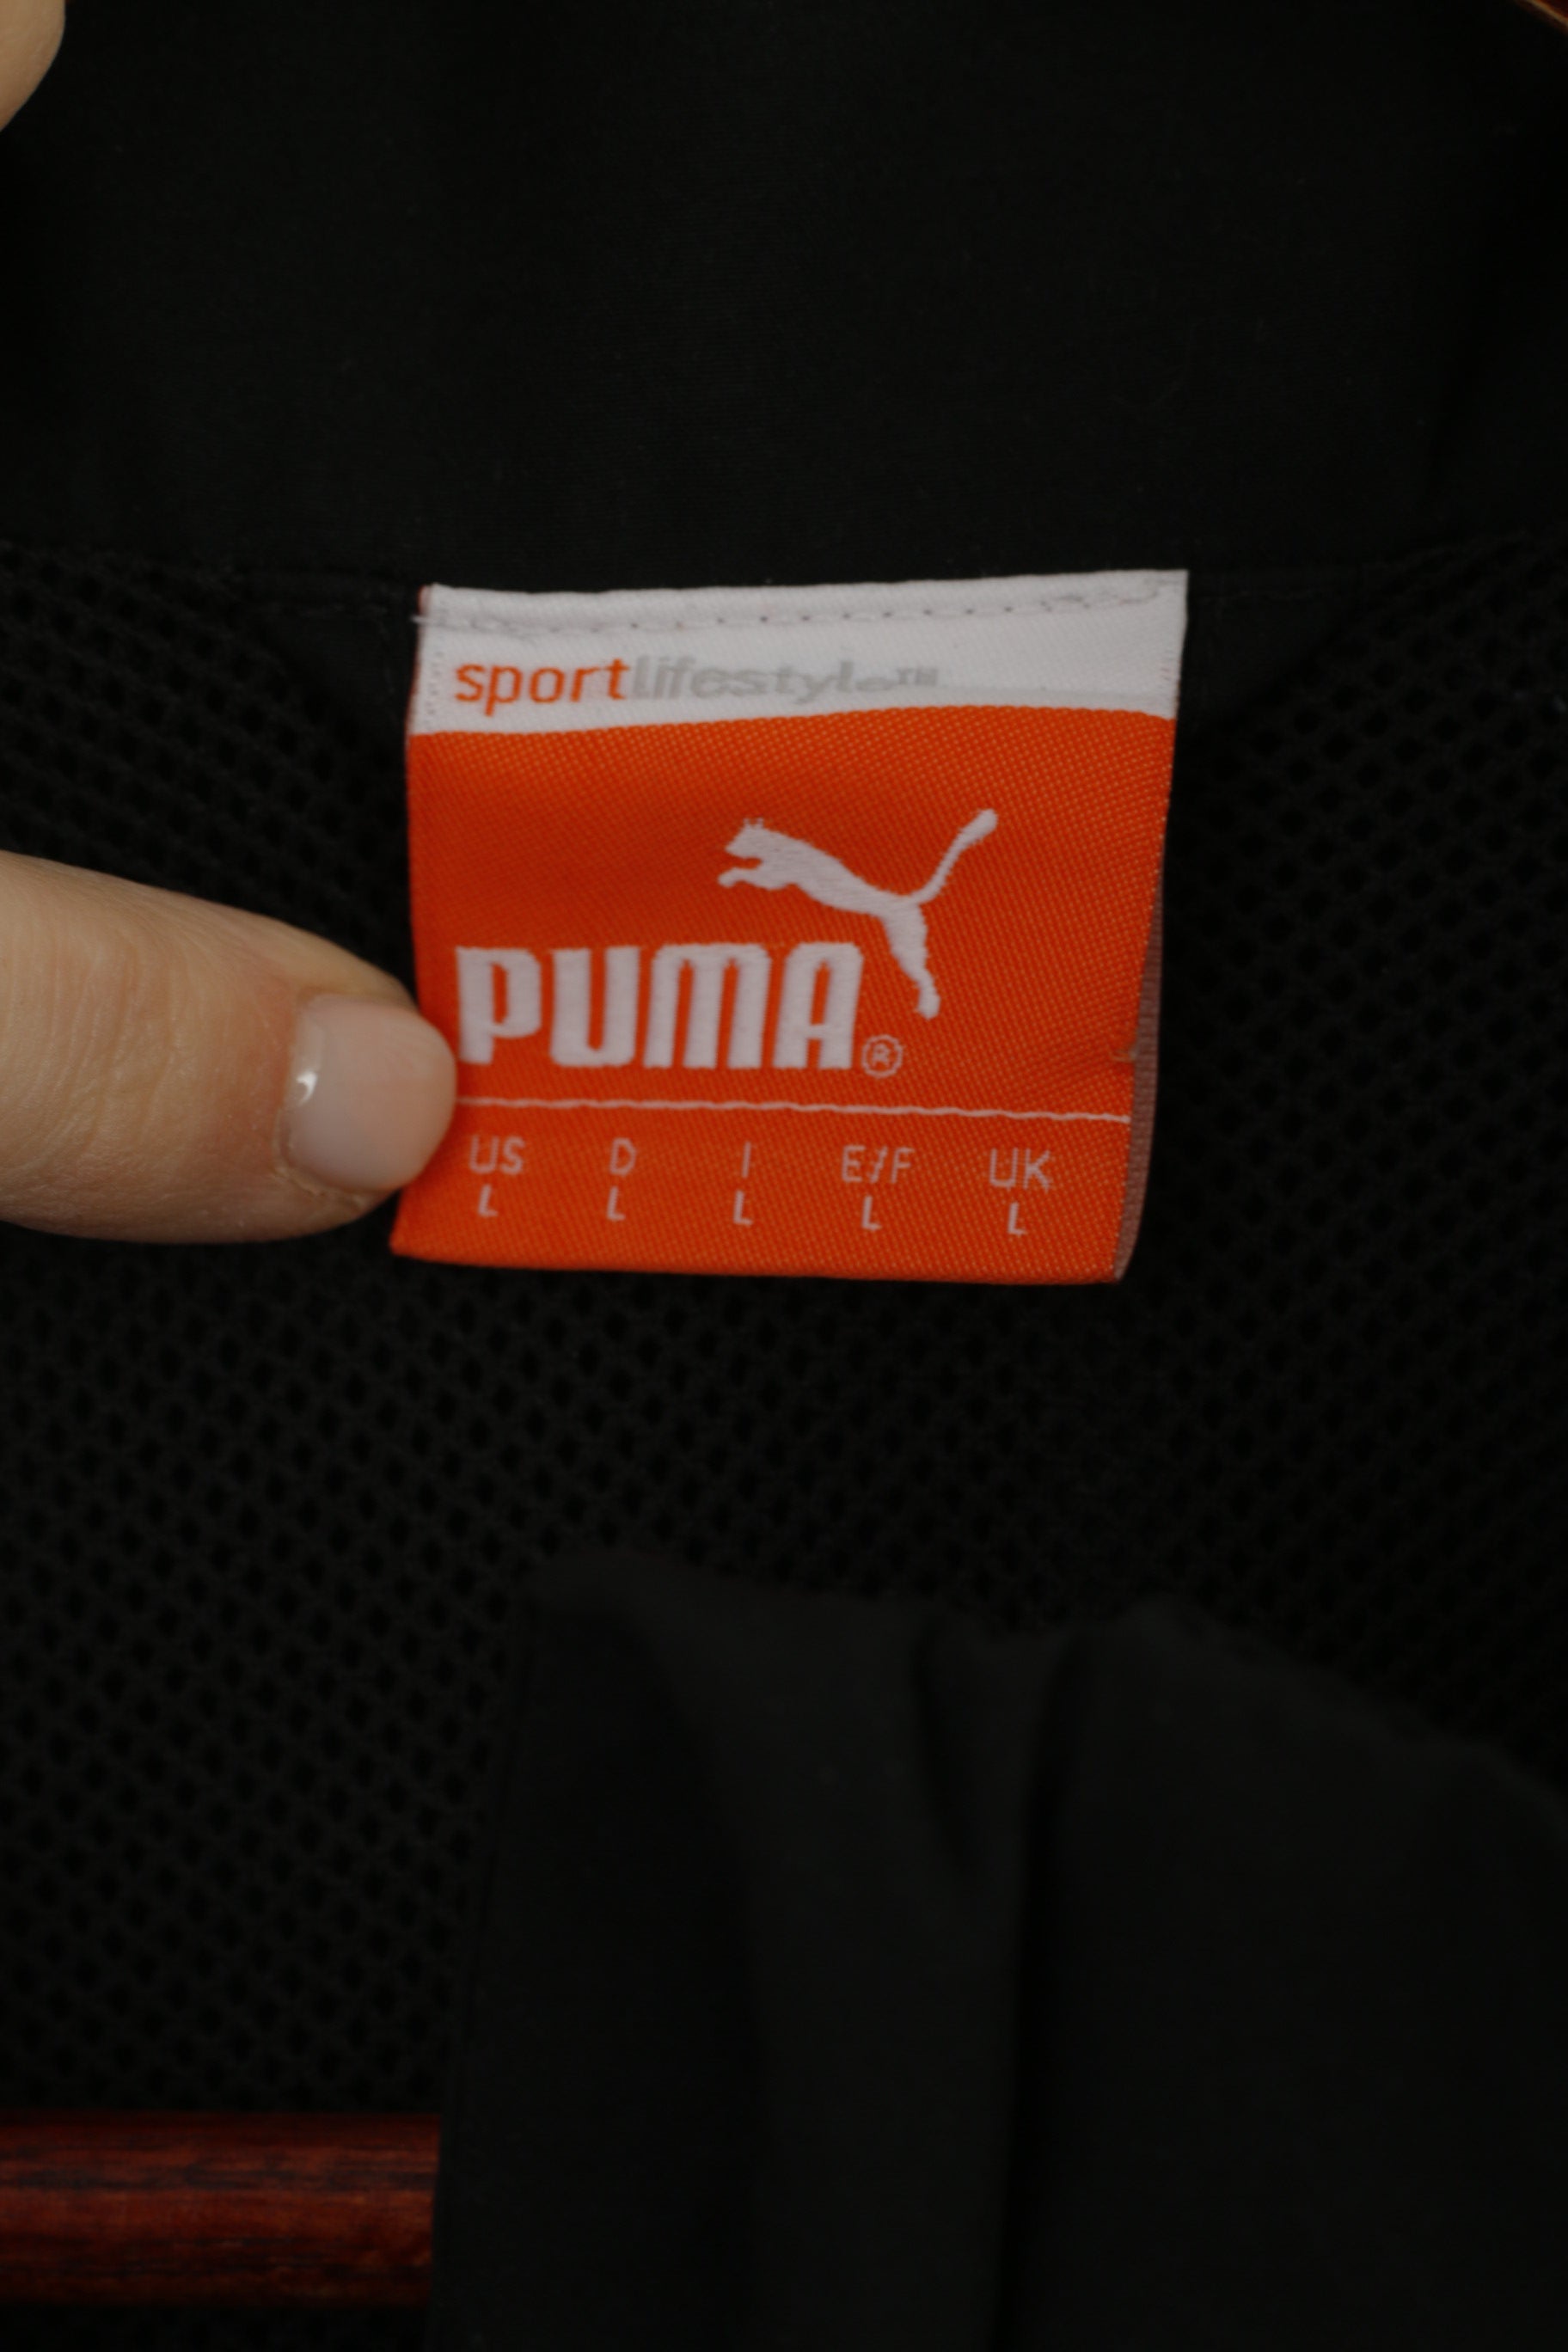 sportlifestyle™
PUMA®
US D I E/F UK
L L L L L